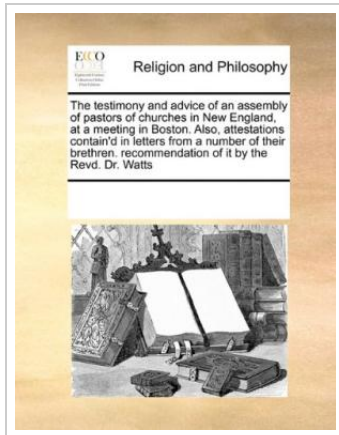 ECCO
Religion and Philosophy
The testimony and advice of an assembly
of pastors of churches in New England,
at a meeting in Boston. Also, attestations
contain'd in letters from a number of their
brethren. recommendation of it by the
Revd. Dr. Watts